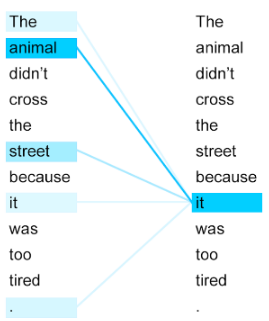 The The
animal animal
didn't didn't
cross cross
the the
street street
because because
it it
was was
too too
tired tired
. .